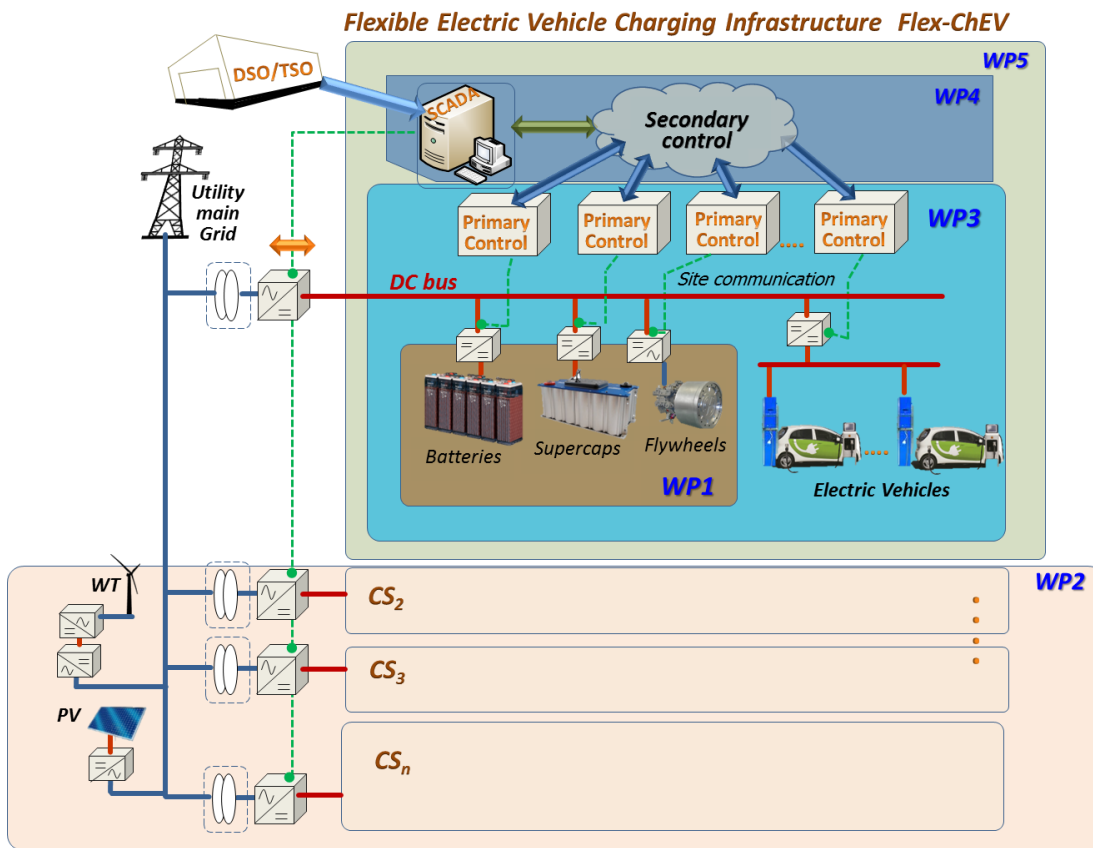 Flexible Electric Vehicle Charging Infrastructure Flex-ChEV
WP5
DSO/TSO
WP4
SCADA
Secondary
control
Utility
main
Grid
Primary
Control
Primary
Control
Primary
Control
.....
Primary
Control
WP3
DC bus
Site communication
Batteries
Supercaps
Flywheels
WP1
....
Electric Vehicles
WT
WP2
CS2
CS3
PV
CSn